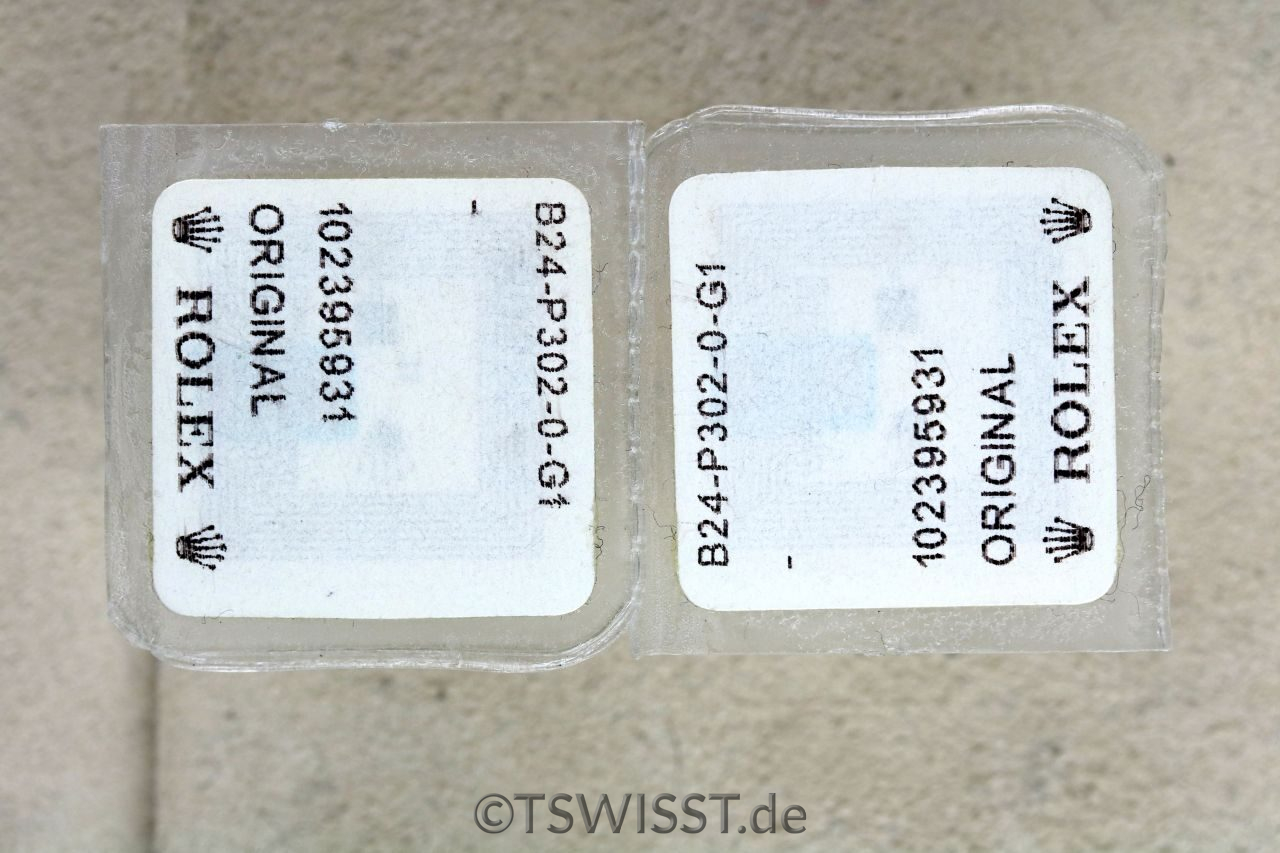 B24-P302-0-G1
-
102395931
ORIGINAL
ROLEX
B24-P302-0-G1
-
102395931
ORIGINAL
ROLEX
©TSWISST.de